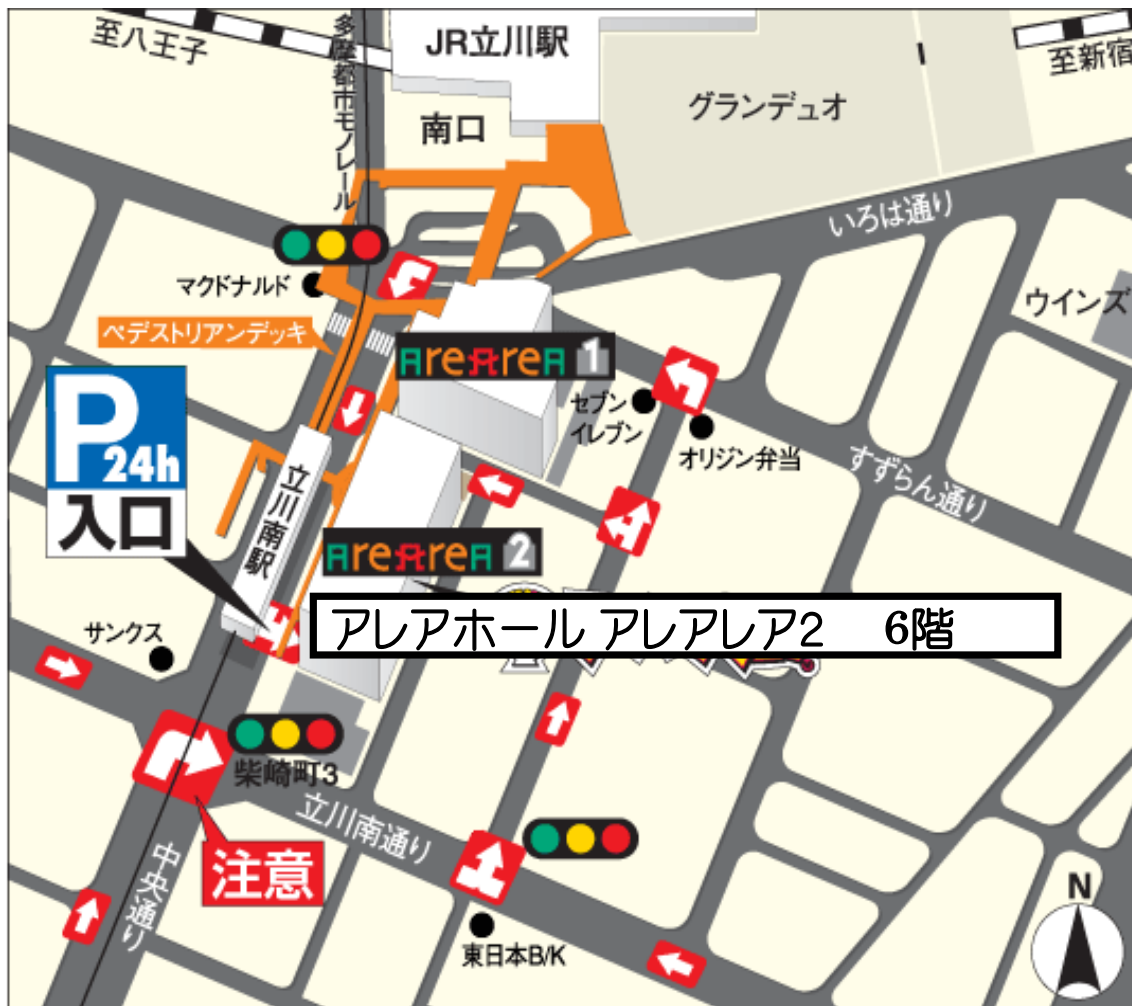 至八王子
多摩都市モノレール
JR立川駅
至新宿
グランデュオ
南口
いろは通り
マクドナルド
ウインズ
ペデストリアンデッキ
AreAreA 1
P
24h
入口
セブン
イレブン
オリジン弁当
すずらん通り
立川南駅
AreAreA 2
アレアホール アレアレア2 6階
サンクス
柴崎町3
立川南通り
注意
中央通り
東日本B/K
N